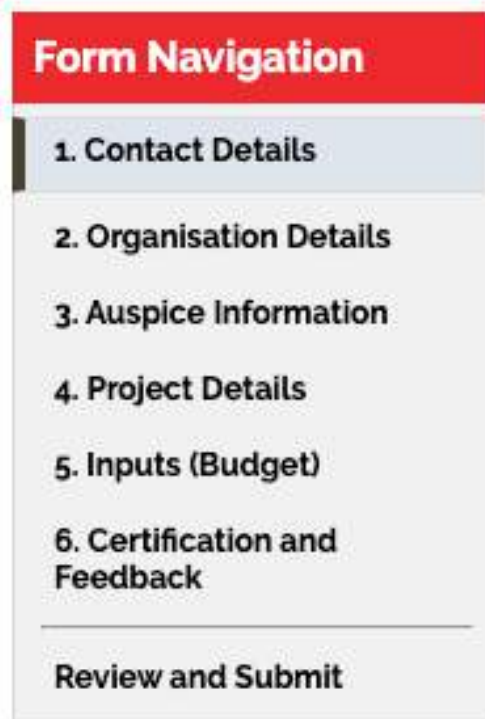 Form Navigation
1. Contact Details
2. Organisation Details
3. Auspice Information
4. Project Details
5. Inputs (Budget)
6. Certification and
Feedback
Review and Submit